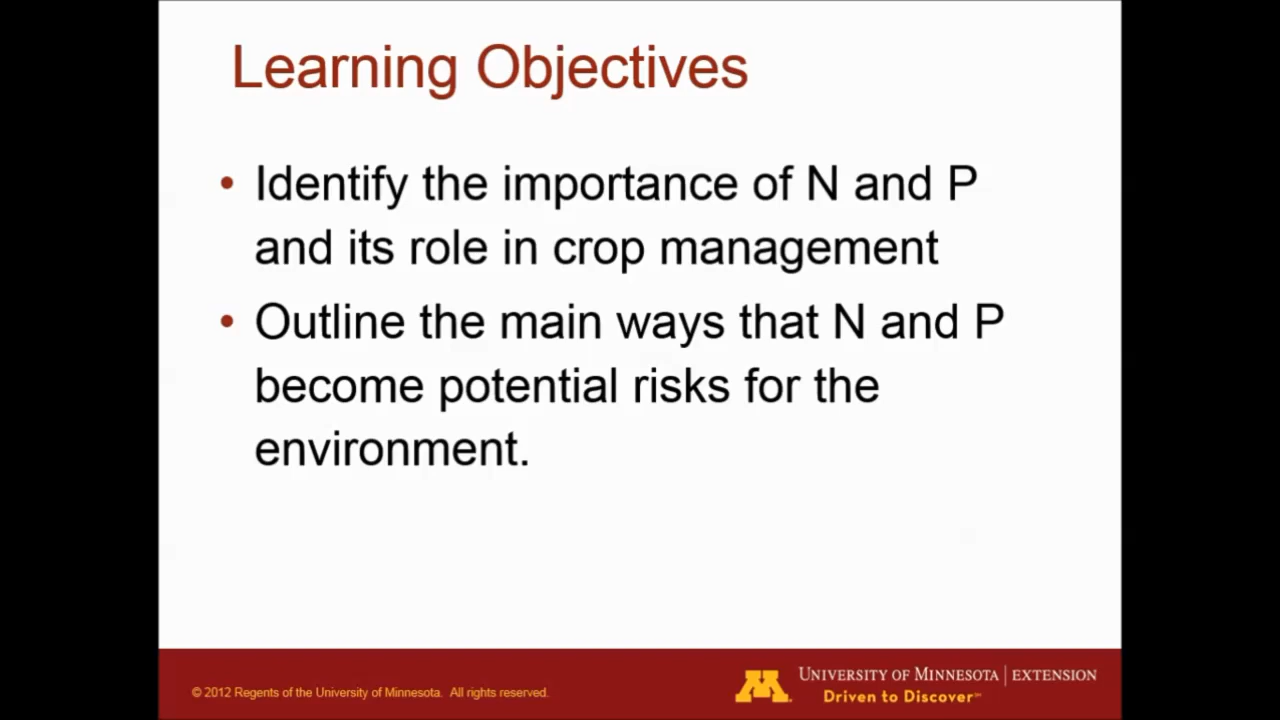 Learning Objectives
• Identify the importance of N and P
and its role in crop management
• Outline the main ways that N and P
become potential risks for the
environment.
© 2012 Regents of the University of Minnesota. All rights reserved.
M
UNIVERSITY OF MINNESOTA | EXTENSION
Driven to Discover℠